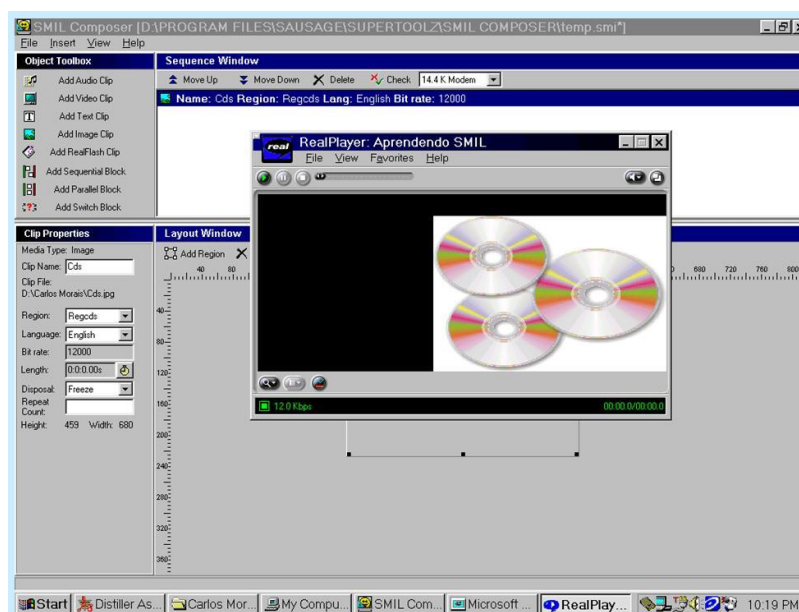 SMIL Composer [D:\PROGRAM FILES\SAUSAGE\SUPERTOOLZ\SMIL COMPOSER\temp.smi*]
File Insert View Help
Object Toolbox
Add Audio Clip
Add Video Clip
Add Text Clip
Add Image Clip
Add RealFlash Clip
Add Sequential Block
Add Parallel Block
Add Switch Block
Sequence Window
Move Up Move Down Delete Check 14.4 K Modem
Name: Cds Region: Regcds Lang: English Bit rate: 12000
real
RealPlayer: Aprendendo SMIL
File View Favorites Help
12.0 Kbps 00:00.0/00:00.0
Clip Properties
Media Type: Image
Clip Name: Cds
Clip File:
D:\Carlos Morais\Cds.jpg
Region: Regcds
Language: English
Bit rate: 12000
Length: 0:0:0.00s
Disposal: Freeze
Repeat
Count:
Height: 459 Width: 680
Layout Window
Add Region
40 80 680 720 760 800
40
80
120
160
200
240
280
320
360
Start Distiller As... Carlos Mor... My Compu... SMIL Com... Microsoft ... RealPlay... 10:19 PM